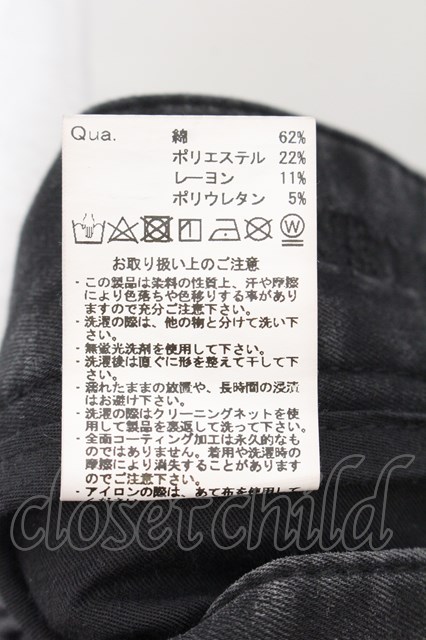 Qua. 綿 62%
ポリエステル 22%
レーヨン 11%
ポリウレタン 5%
W
お取り扱い上のご注意
・この製品は染料の性質上、汗や摩擦
により色落ちや色移りする事があり
ますので充分ご注意下さい。
・洗濯の際は、他の物と分けて洗い下
さい。
・無蛍光洗剤を使用して下さい。
・洗濯後は直ぐに形を整えて干して下
さい。
・濡れたままの放置や、長時間の浸漬
はお避け下さい。
・洗濯の際はクリーニングネットを使
用して製品を裏返して洗って下さい。
・全面コーティング加工は永久的なも
のではありません。着用や洗濯時の
摩擦により消失することがあります
のでご注意下さい。
・アイロンの際は、あて布を使用して
closetchild